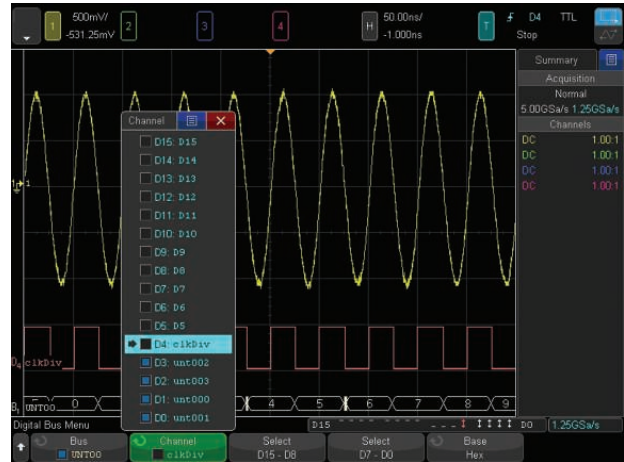 1 500mV/ 2 3 4 H 50.00ns/ T D4 TTL
-531.25mV -1.000ns Stop
Summary
Acquisition
Normal
5.00GSa/s 1.25GSa/s
Channels
DC 1.00:1
DC 1.00:1
DC 1.00:1
DC 1.00:1
Channel
D15: D15
D14: D14
D13: D13
D12: D12
D11: D11
D10: D10
D9: D9
D8: D8
D7: D7
D6: D6
D5: D5
D4: clkDiv
D3: unt002
D2: unt003
D1: unt000
D0: unt001
1
D4 clkDiv
B1 UNTOO 0 4 5 6 7 8 9
Digital Bus Menu D15 D0 1.25GSa/s
Bus Channel Select Select Base
UNTOO clkDiv D15 - D8 D7 - D0 Hex